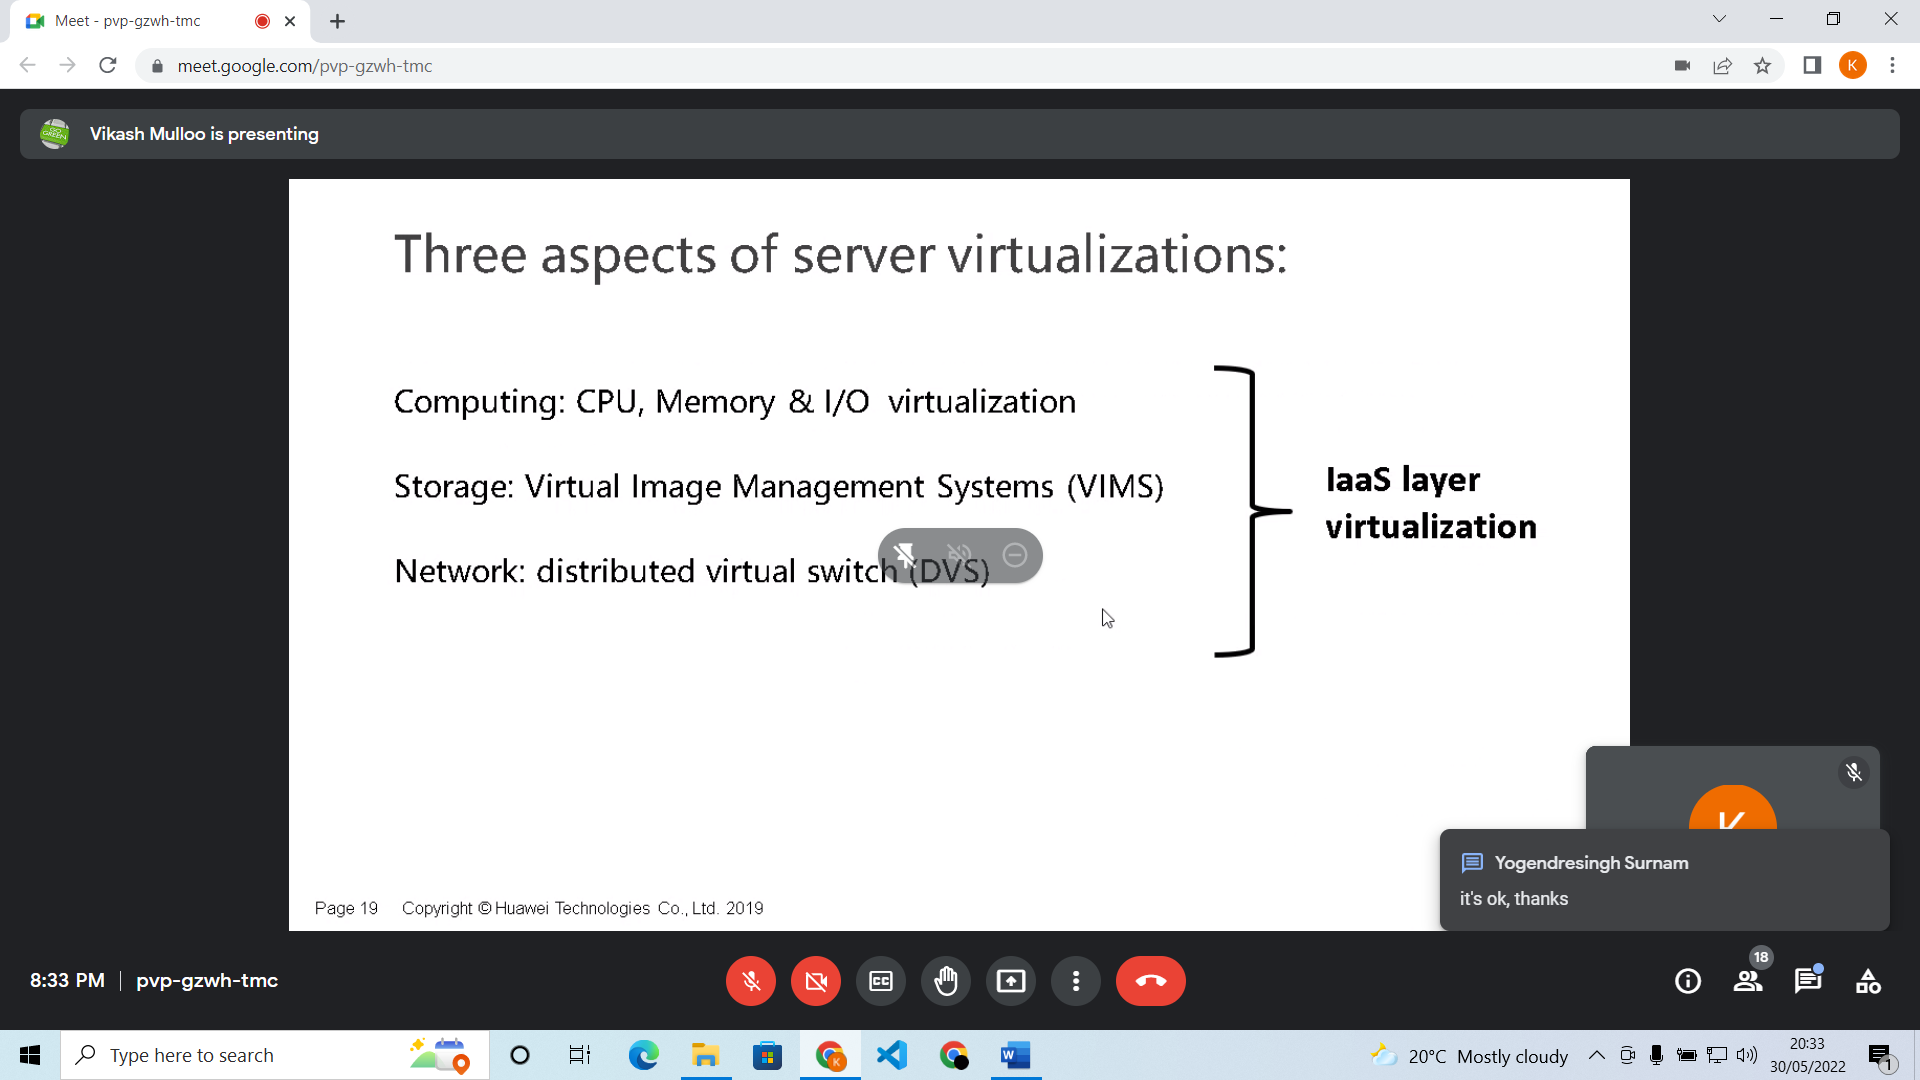 Meet - pvp-gzwh-tmc
meet.google.com/pvp-gzwh-tmc
K
GO GREEN
Vikash Mulloo is presenting
Three aspects of server virtualizations:
Computing: CPU, Memory & I/O virtualization
Storage: Virtual Image Management Systems (VIMS)
Network: distributed virtual switch (DVS)
IaaS layer
virtualization
K
Yogendresingh Surnam
it's ok, thanks
Page 19 Copyright © Huawei Technologies Co., Ltd. 2019
8:33 PM | pvp-gzwh-tmc
CC
18
Type here to search
K
W
20°C Mostly cloudy
20:33
30/05/2022
1